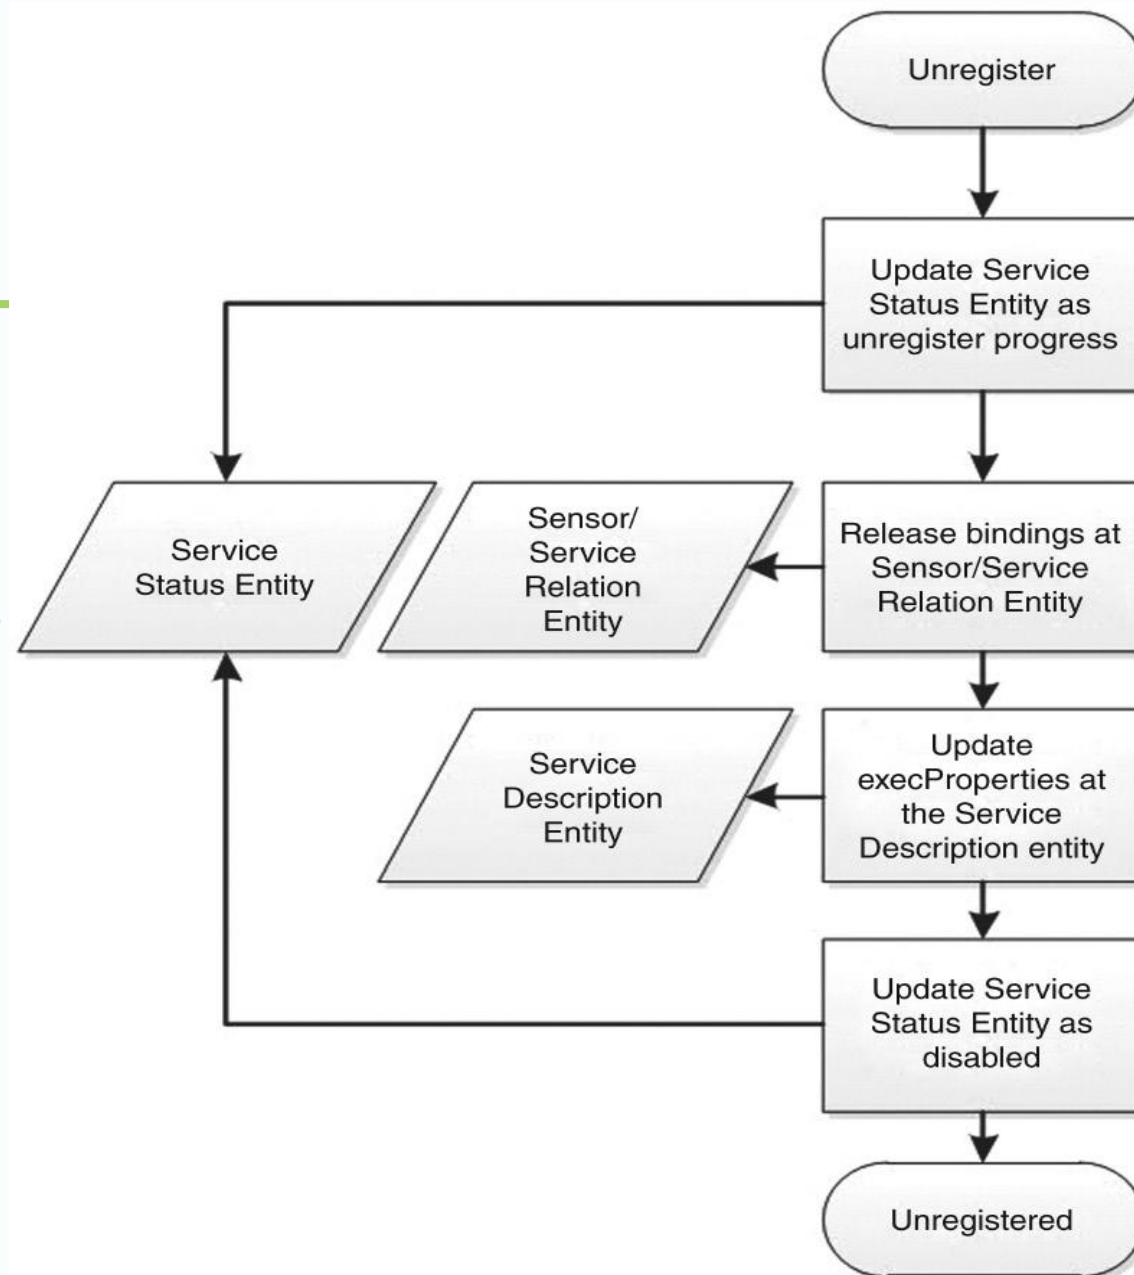 Unregister
Update Service
Status Entity as
unregister progress
Service
Status Entity
Sensor/
Service
Relation
Entity
Release bindings at
Sensor/Service
Relation Entity
Service
Description
Entity
Update
execProperties at
the Service
Description entity
Update Service
Status Entity as
disabled
Unregistered